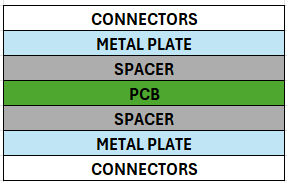 CONNECTORS
METAL PLATE
SPACER
PCB
SPACER
METAL PLATE
CONNECTORS